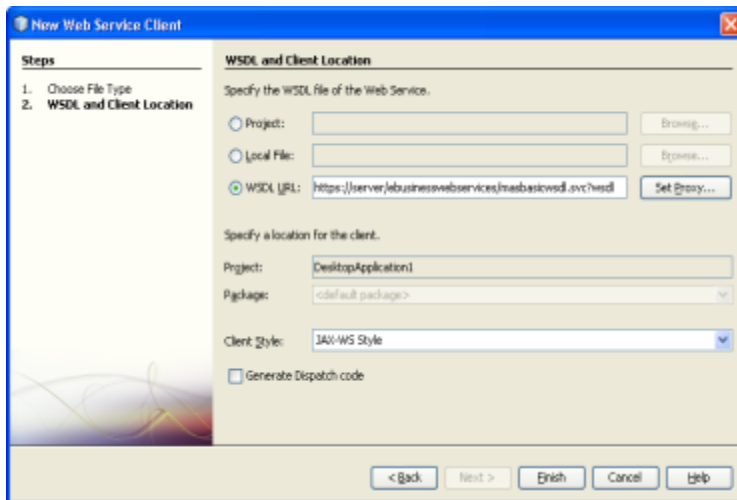 New Web Service Client
Steps
1. Choose File Type
2. WSDL and Client Location
WSDL and Client Location
Specify the WSDL file of the Web Service.
Project:
Browse...
Local File:
Browse...
WSDL URL: https://server/ebusinesswebservices/masbasicwsdl.svc?wsdl Set Proxy...
Specify a location for the client.
Project: DesktopApplication1
Package: <default package>
Client Style: JAX-WS Style
Generate Dispatch code
< Back Next > Finish Cancel Help